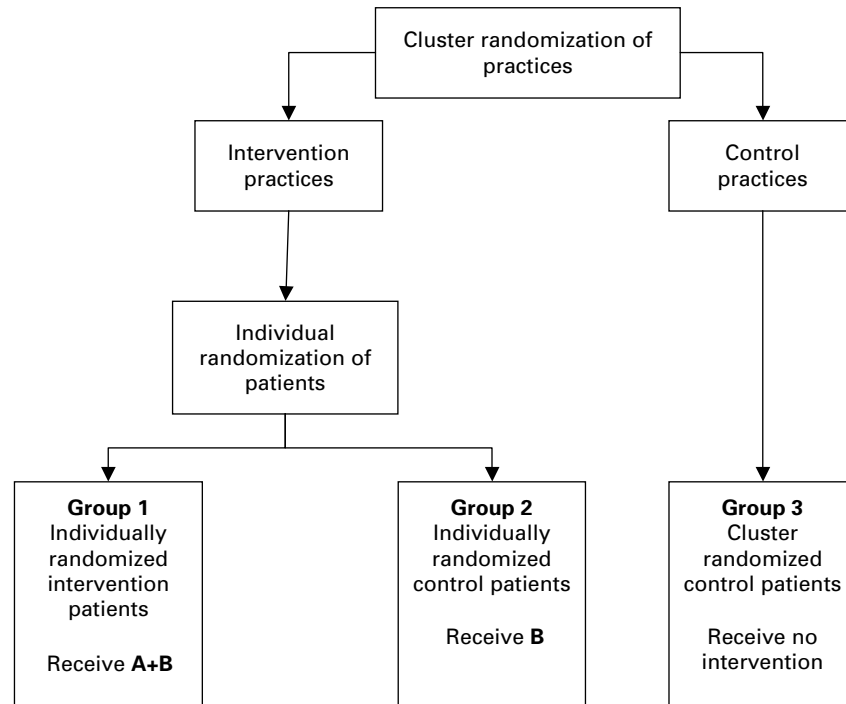 Cluster randomization of
practices
Intervention
practices
Control
practices
Individual
randomization of
patients
Group 1
Individually
randomized
intervention
patients
Receive A+B
Group 2
Individually
randomized
control patients
Receive B
Group 3
Cluster
randomized
control patients
Receive no
intervention